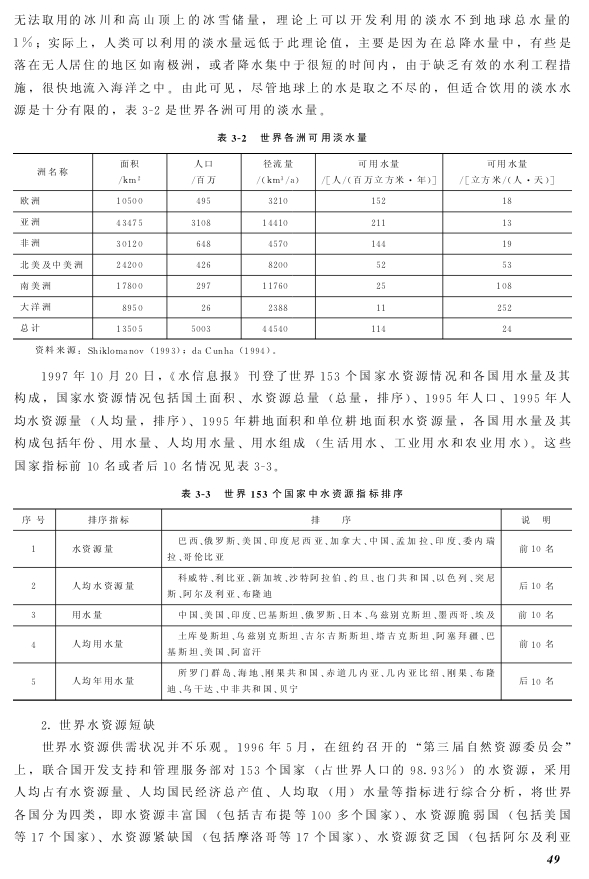 无法取用的冰川和高山顶上的冰雪储量，理论上可以开发利用的淡水不到地球总水量的
1%；实际上，人类可以利用的淡水量远低于此理论值，主要是因为在总降水量中，有些是
落在无人居住的地区如南极洲，或者降水集中于很短的时间内，由于缺乏有效的水利工程措
施，很快地流入海洋之中。由此可见，尽管地球上的水是取之不尽的，但适合饮用的淡水水
源是十分有限的，表 3-2 是世界各洲可用的淡水量。
表 3-2 世界各洲可用淡水量
洲名称 面积 /km² 人口 /百万 径流量 /(km³/a) 可用水量 /[人/(百万立方米·年)] 可用水量 /[立方米/(人·天)]
欧洲 10500 495 3210 152 18
亚洲 43475 3108 14410 211 13
非洲 30120 648 4570 144 19
北美及中美洲 24200 426 8200 52 53
南美洲 17800 297 11760 25 108
大洋洲 8950 26 2388 11 252
总计 13505 5003 44540 114 24
资料来源：Shiklomanov（1993）；da Cunha（1994）。
1997 年 10 月 20 日，《水信息报》刊登了世界 153 个国家水资源情况和各国用水量及其
构成，国家水资源情况包括国土面积、水资源总量（总量，排序）、1995 年人口、1995 年人
均水资源量（人均量，排序）、1995 年耕地面积和单位耕地面积水资源量，各国用水量及其
构成包括年份、用水量、人均用水量、用水组成（生活用水、工业用水和农业用水）。这些
国家指标前 10 名或者后 10 名情况见表 3-3。
表 3-3 世界 153 个国家中水资源指标排序
序号 排序指标 排 序 说 明
1 水资源量 巴西、俄罗斯、美国、印度尼西亚、加拿大、中国、孟加拉、印度、委内瑞
拉、哥伦比亚 前 10 名
2 人均水资源量 科威特、利比亚、新加坡、沙特阿拉伯、约旦、也门共和国、以色列、突尼
斯、阿尔及利亚、布隆迪 后 10 名
3 用水量 中国、美国、印度、巴基斯坦、俄罗斯、日本、乌兹别克斯坦、墨西哥、埃及 前 10 名
4 人均用水量 土库曼斯坦、乌兹别克斯坦、吉尔吉斯斯坦、塔吉克斯坦、阿塞拜疆、巴
基斯坦、美国、阿富汗 前 10 名
5 人均年用水量 所罗门群岛、海地、刚果共和国、赤道几内亚、几内亚比绍、刚果、布隆
迪、乌干达、中非共和国、贝宁 后 10 名
2. 世界水资源短缺
世界水资源供需状况并不乐观。1996 年 5 月，在纽约召开的“第三届自然资源委员会”
上，联合国开发支持和管理服务部对 153 个国家（占世界人口的 98.93%）的水资源，采用
人均占有水资源量、人均国民经济总产值、人均取（用）水量等指标进行综合分析，将世界
各国分为四类，即水资源丰富国（包括吉布提等 100 多个国家）、水资源脆弱国（包括美国
等 17 个国家）、水资源紧缺国（包括摩洛哥等 17 个国家）、水资源贫乏国（包括阿尔及利亚
49